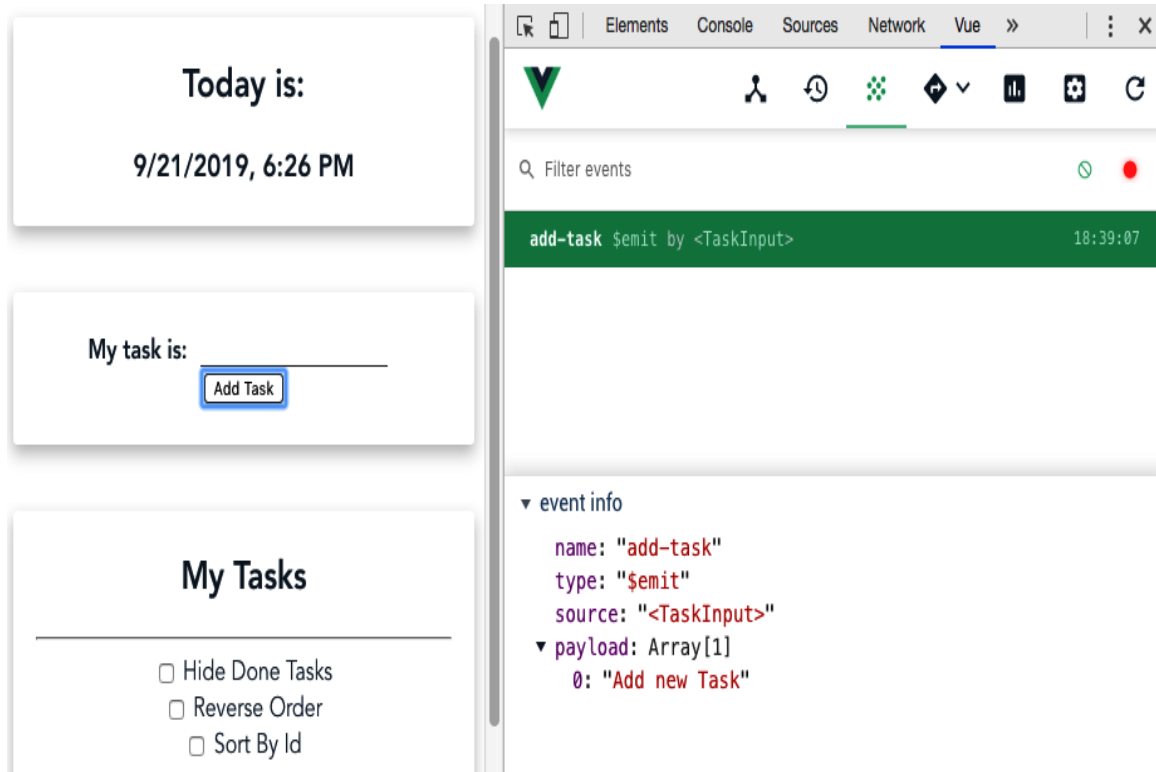 Today is:
9/21/2019, 6:26 PM
My task is:
Add Task
My Tasks
Hide Done Tasks
Reverse Order
Sort By Id
Elements Console Sources Network Vue »
Filter events
add-task $emit by <TaskInput> 18:39:07
event info
name: "add-task"
type: "$emit"
source: "<TaskInput>"
payload: Array[1]
0: "Add new Task"